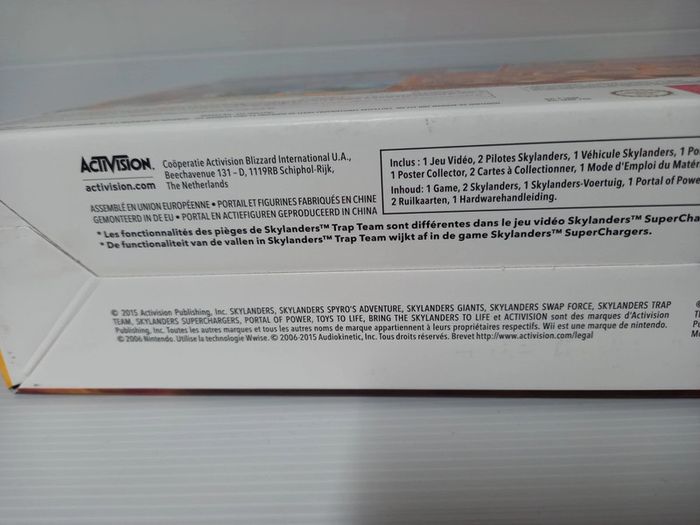 ACTIVISION.
activision.com
Coöperatie Activision Blizzard International U.A.,
Beechavenue 131 - D, 1119RB Schiphol-Rijk,
The Netherlands
ASSEMBLÉ EN UNION EUROPÉENNE • PORTAIL ET FIGURINES FABRIQUÉS EN CHINE
GEMONTEERD IN DE EU • PORTAL EN ACTIEFIGUREN GEPRODUCEERD IN CHINA
Inclus : 1 Jeu Vidéo, 2 Pilotes Skylanders, 1 Véhicule Skylanders, 1 Po
1 Poster Collector, 2 Cartes à Collectionner, 1 Mode d'Emploi du Matéri
Inhoud: 1 Game, 2 Skylanders, 1 Skylanders-Voertuig, 1 Portal of Power
2 Ruilkaarten, 1 Hardwarehandleiding.
* Les fonctionnalités des pièges de Skylanders™ Trap Team sont différentes dans le jeu vidéo Skylanders™ SuperCha
* De functionaliteit van de vallen in Skylanders™ Trap Team wijkt af in de game Skylanders™ SuperChargers.
© 2015 Activision Publishing, Inc. SKYLANDERS, SKYLANDERS SPYRO'S ADVENTURE, SKYLANDERS GIANTS, SKYLANDERS SWAP FORCE, SKYLANDERS TRAP
TEAM, SKYLANDERS SUPERCHARGERS, PORTAL OF POWER, TOYS TO LIFE, BRING THE SKYLANDERS TO LIFE et ACTIVISION sont des marques d'Activision
Publishing, Inc. Toutes les autres marques et tous les autres noms de marque appartiennent à leurs propriétaires respectifs. Wii est une marque de nintendo.
© 2006 Nintendo. Utilise la technologie Wwise. © 2006-2015 Audiokinetic, Inc. Tous droits réservés. Brevet http://www.activision.com/legal